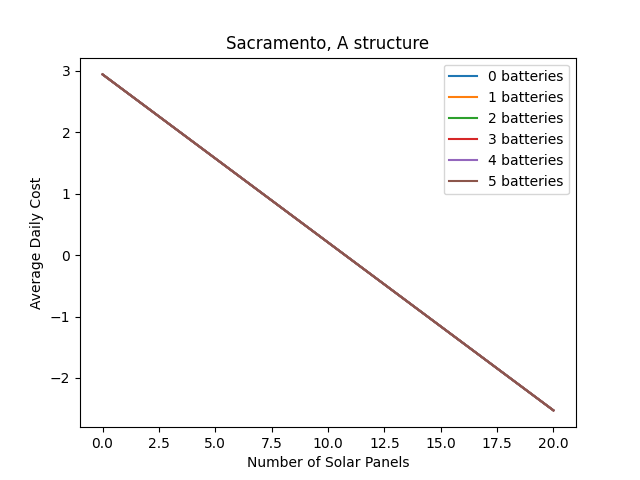 Sacramento, A structure
3
2
1
0
−1
−2
Average Daily Cost
0 batteries
1 batteries
2 batteries
3 batteries
4 batteries
5 batteries
0.0 2.5 5.0 7.5 10.0 12.5 15.0 17.5 20.0
Number of Solar Panels